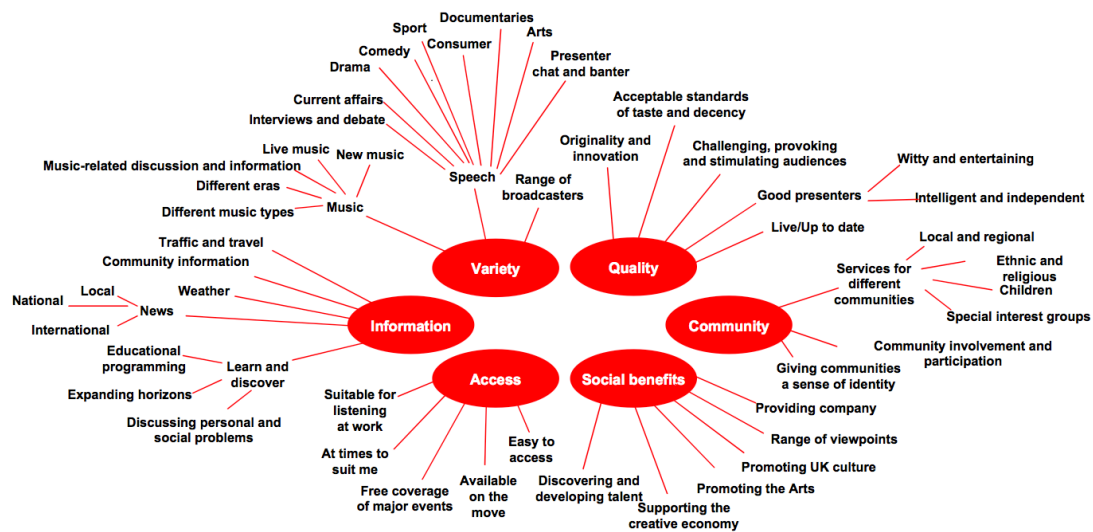 Documentaries
Sport
Arts
Consumer
Comedy
Presenter
chat and banter
Drama
Current affairs
Interviews and debate
Speech
Range of
broadcasters
Live music
New music
Music-related discussion and information
Different eras
Different music types
Music
Variety
Acceptable standards
of taste and decency
Originality and
innovation
Challenging, provoking
and stimulating audiences
Good presenters
Witty and entertaining
Intelligent and independent
Live/Up to date
Quality
Traffic and travel
Community information
Weather
News
Local
National
International
Learn and
discover
Educational
programming
Expanding horizons
Discussing personal and
social problems
Information
Community
Services for
different
communities
Local and regional
Ethnic and
religious
Children
Special interest groups
Community involvement and
participation
Giving communities
a sense of identity
Access
Suitable for
listening
at work
At times to
suit me
Free coverage
of major events
Available
on the
move
Easy to
access
Social benefits
Providing company
Range of viewpoints
Promoting UK culture
Promoting the Arts
Supporting the
creative economy
Discovering and
developing talent